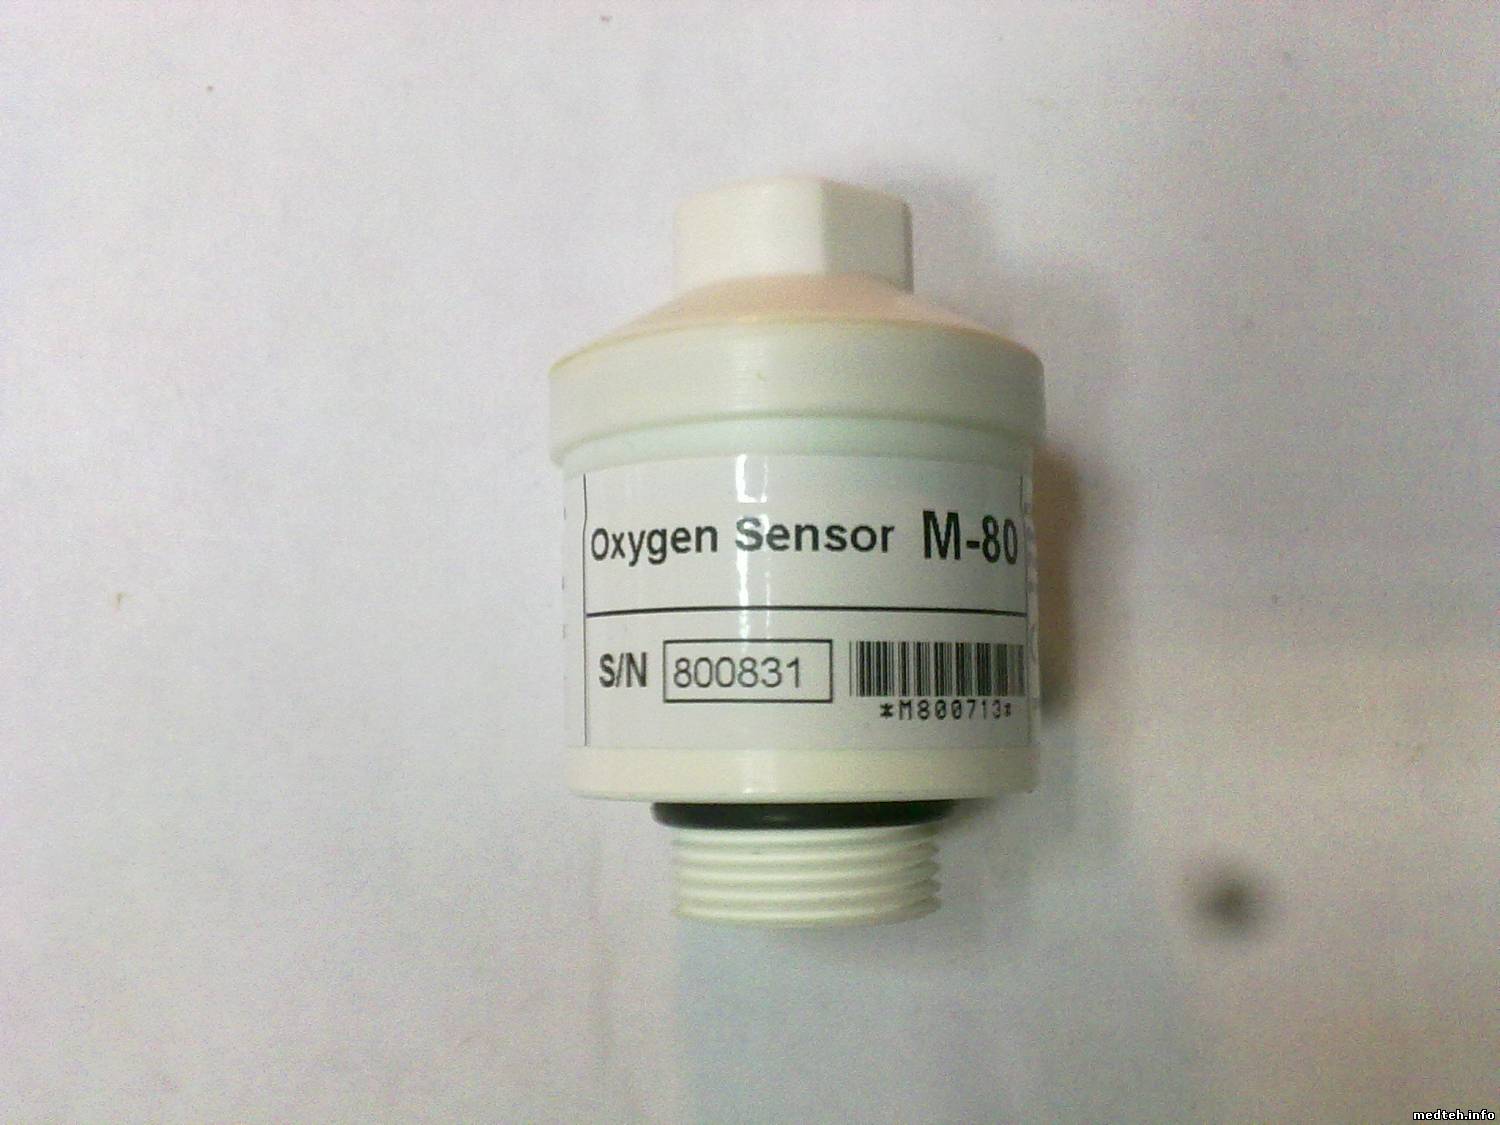 Oxygen Sensor M-80
S/N 800831
*M800713*
medteh.info